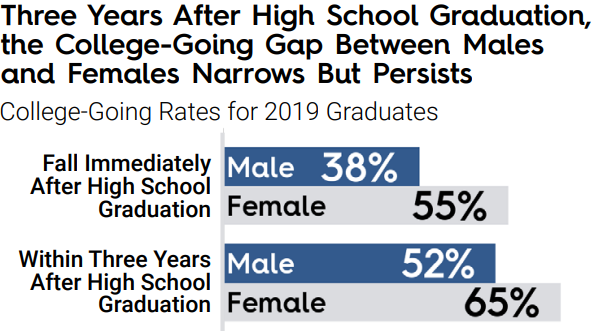 Three Years After High School Graduation,
the College-Going Gap Between Males
and Females Narrows But Persists
College-Going Rates for 2019 Graduates
Fall Immediately
After High School
Graduation
Male 38%
Female 55%
Within Three Years
After High School
Graduation
Male 52%
Female 65%